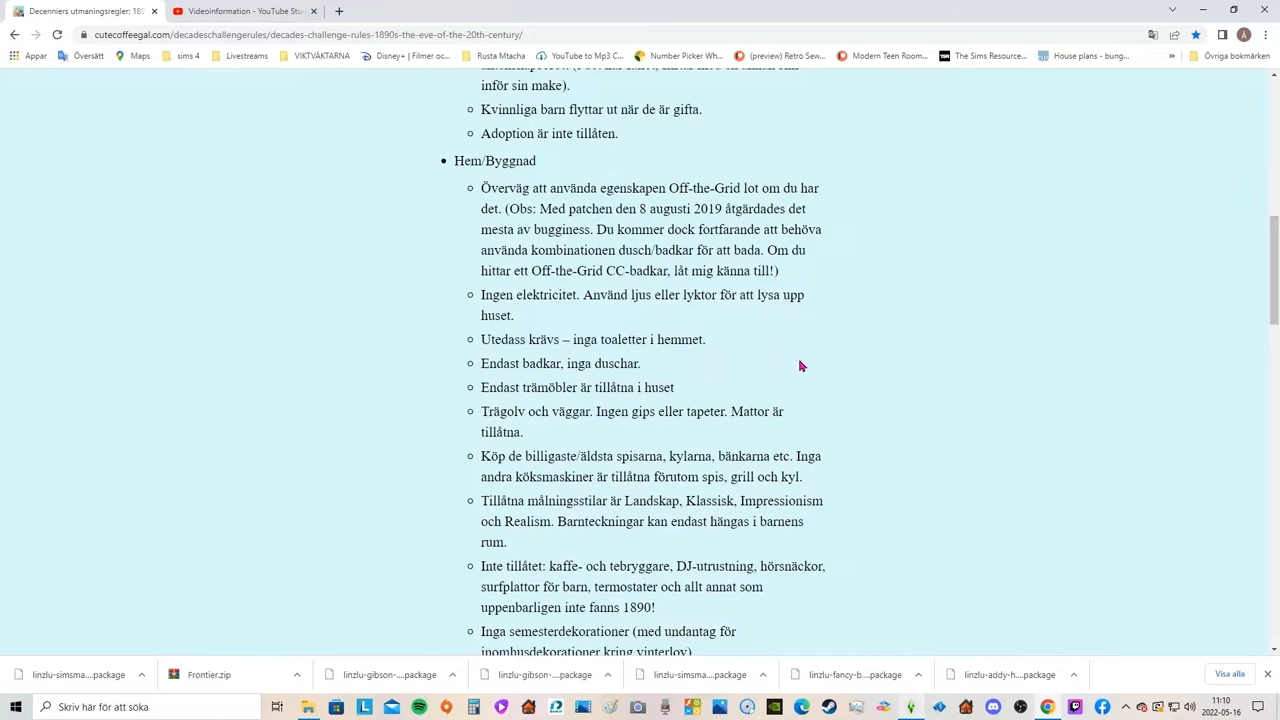 Decenniers utmaningsregler: 189
Videoinformation - YouTube Stu
cutecoffeegal.com/decadeschallengerules/decades-challenge-rules-1890s-the-eve-of-the-20th-century/
A
Appar
Översätt
Maps
sims 4
Livestreams
VIKTVÄKTARNA
Disney+ | Filmer oc...
Rusta Mtacha
YouTube to Mp3 C...
Number Picker Wh...
(preview) Retro Sew...
Modern Teen Room...
The Sims Resource...
House plans - bung...
»
Övriga bokmärken
inför sin make).
Kvinnliga barn flyttar ut när de är gifta.
Adoption är inte tillåten.
Hem/Byggnad
Överväg att använda egenskapen Off-the-Grid lot om du har
det. (Obs: Med patchen den 8 augusti 2019 åtgärdades det
mesta av bugginess. Du kommer dock fortfarande att behöva
använda kombinationen dusch/badkar för att bada. Om du
hittar ett Off-the-Grid CC-badkar, låt mig känna till!)
Ingen elektricitet. Använd ljus eller lyktor för att lysa upp
huset.
Utedass krävs – inga toaletter i hemmet.
Endast badkar, inga duschar.
Endast trämöbler är tillåtna i huset
Trägolv och väggar. Ingen gips eller tapeter. Mattor är
tillåtna.
Köp de billigaste/äldsta spisarna, kylarna, bänkarna etc. Inga
andra köksmaskiner är tillåtna förutom spis, grill och kyl.
Tillåtna målningsstilar är Landskap, Klassisk, Impressionism
och Realism. Barnteckningar kan endast hängas i barnens
rum.
Inte tillåtet: kaffe- och tebryggare, DJ-utrustning, hörsnäckor,
surfplattor för barn, termostater och allt annat som
uppenbarligen inte fanns 1890!
Inga semesterdekorationer (med undantag för
inomhusdekorationer kring vinterlov)
linzlu-simsma....package
Frontier.zip
linzlu-gibson-....package
linzlu-gibson-....package
linzlu-simsma....package
linzlu-fancy-b....package
linzlu-addy-h....package
Visa alla
Skriv här för att söka
11:10
2022-05-16